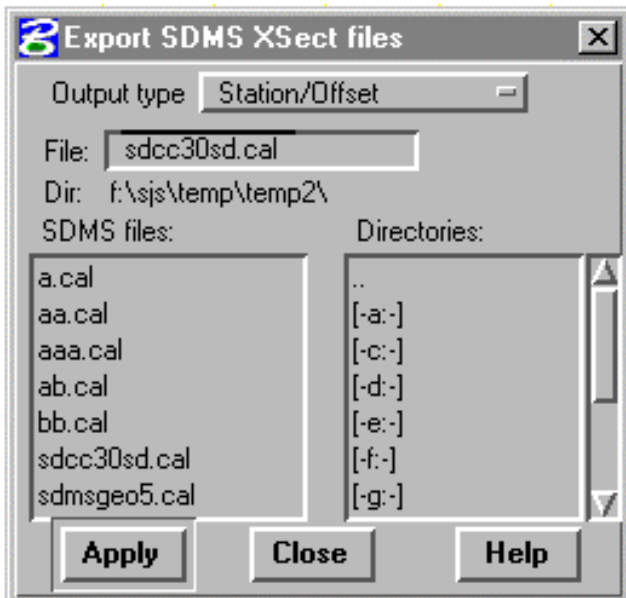 Export SDMS XSect files
Output type Station/Offset
File: sdcc30sd.cal
Dir: f:\sjs\temp\temp2\
SDMS files: Directories:
a.cal ..
aa.cal [-a:-]
aaa.cal [-c:-]
ab.cal [-d:-]
bb.cal [-e:-]
sdcc30sd.cal [-f:-]
sdmsgeo5.cal [-g:-]
Apply Close Help